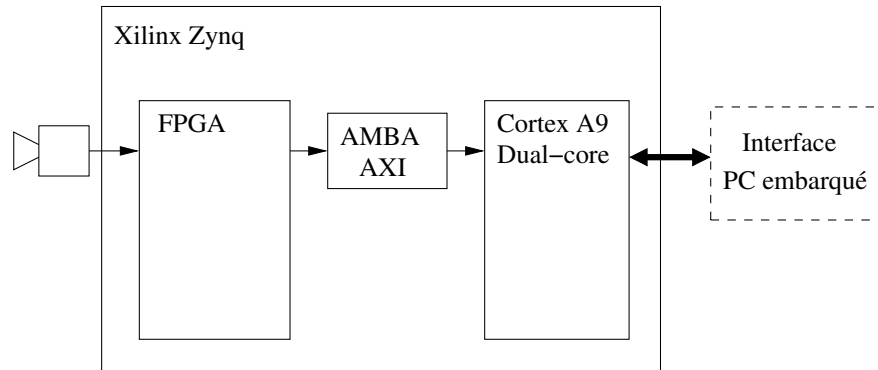 Xilinx Zynq
FPGA
AMBA
AXI
Cortex A9
Dual−core
Interface
PC embarqué